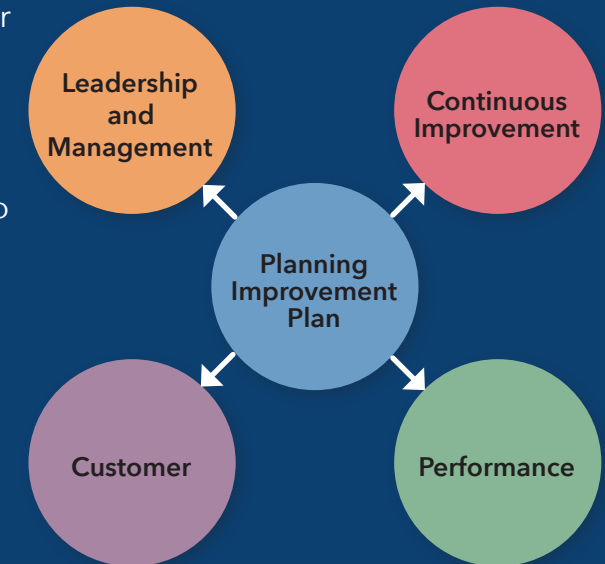 r
Leadership
and
Management
Continuous
Improvement
o
Planning
Improvement
Plan
Customer
Performance